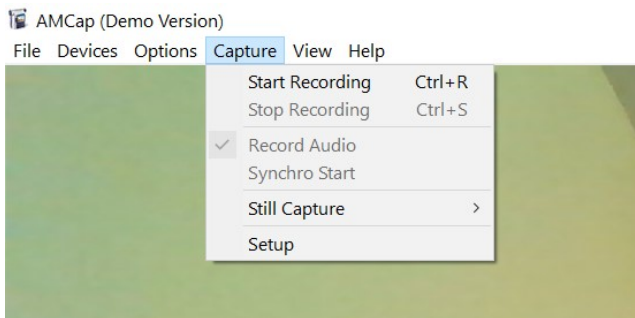 AMCap (Demo Version)
File Devices Options Capture View Help
Start Recording Ctrl+R
Stop Recording Ctrl+S
Record Audio
Synchro Start
Still Capture
Setup